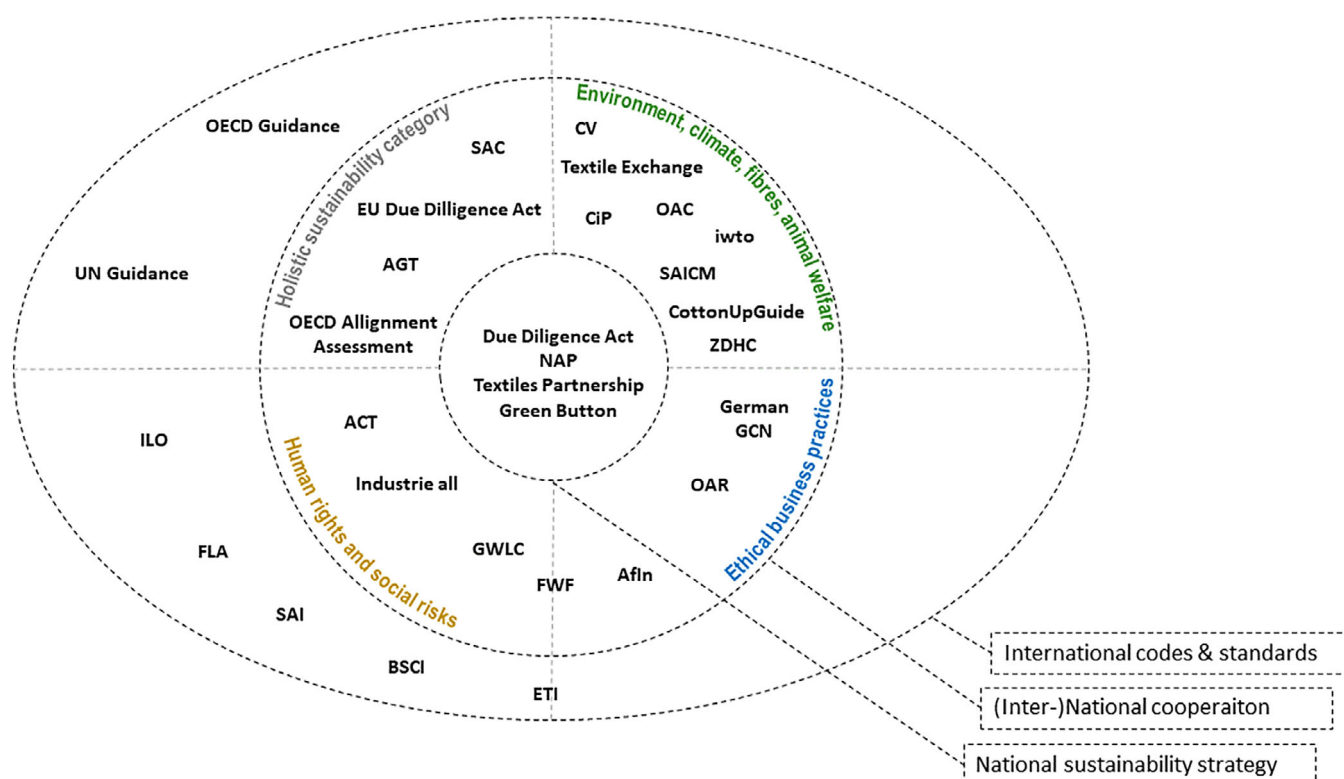 OECD Guidance
UN Guidance
Holistic sustainability category
SAC
EU Due Dilligence Act
AGT
OECD Allignment
Assessment
Environment, climate, fibres, animal welfare
CV
Textile Exchange
CiP
OAC
iwto
SAICM
CottonUpGuide
ZDHC
Due Diligence Act
NAP
Textiles Partnership
Green Button
ILO
FLA
SAI
BSCI
ETI
Human rights and social risks
ACT
Industrie all
GWLC
FWF
AfIn
German
GCN
OAR
Ethical business practices
International codes & standards
(Inter-)National cooperaiton
National sustainability strategy